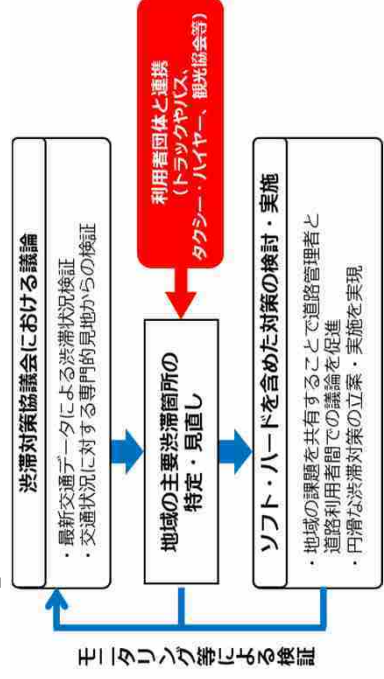 渋滞対策協議会における議論
・最新交通データによる渋滞状況検証
・交通状況に対する専門的見地からの検証
地域の主要渋滞箇所の
特定・見直し
利用者団体と連携
(トラックやバス、
タクシー・ハイヤー、観光協会等)
ソフト・ハードを含めた対策の検討・実施
・地域の課題を共有することで道路管理者と
道路利用者間での議論を促進
・円滑な渋滞対策の立案・実施を実現
モニタリング等による検証